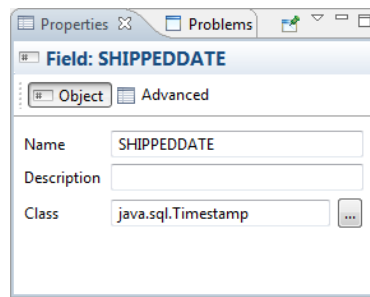 Properties Problems
Field: SHIPPEDDATE
Object Advanced
Name SHIPPEDDATE
Description
Class java.sql.Timestamp ...